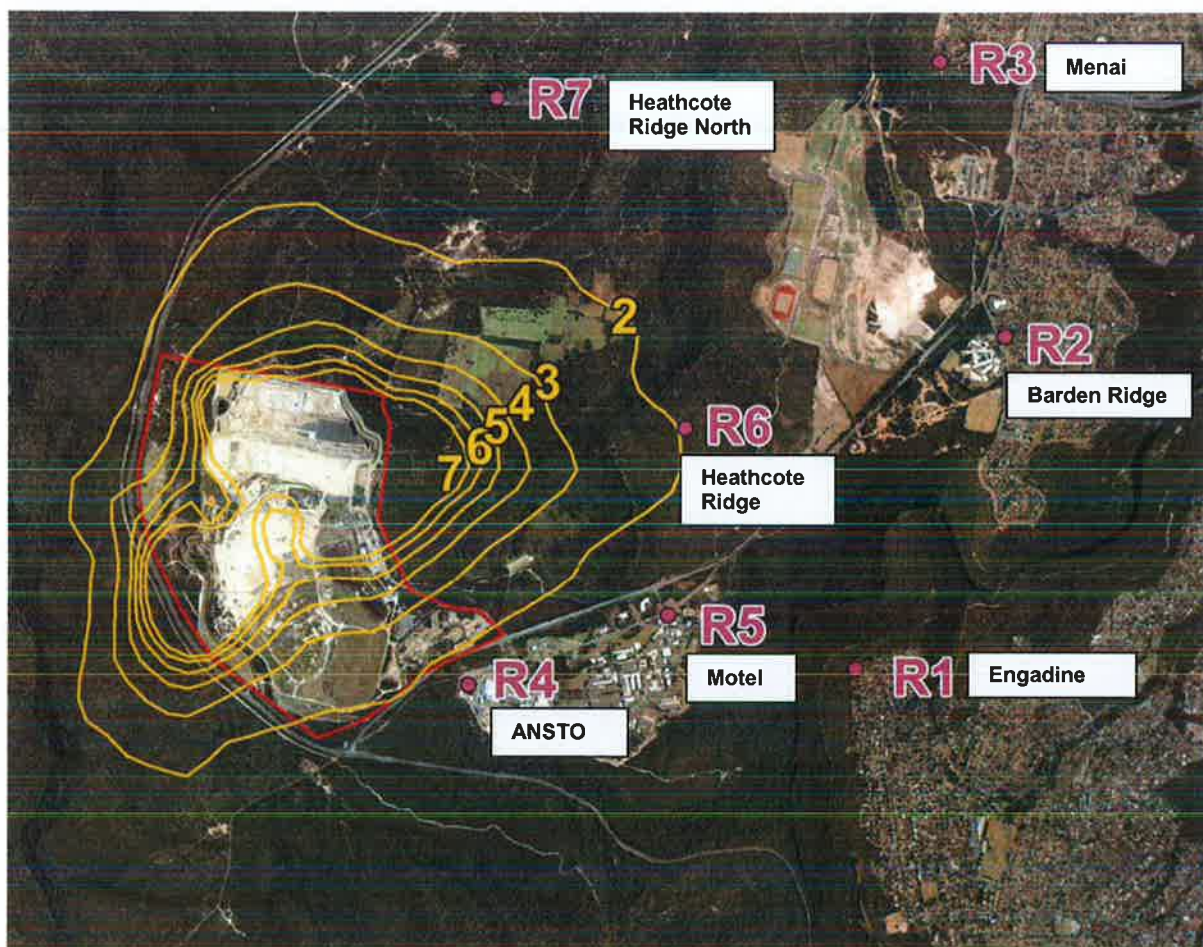 R3
Menai
R7
Heathcote
Ridge North
2
R2
3
Barden Ridge
4
5
R6
6
7
Heathcote
Ridge
R5
R4
Motel
R1
Engadine
ANSTO